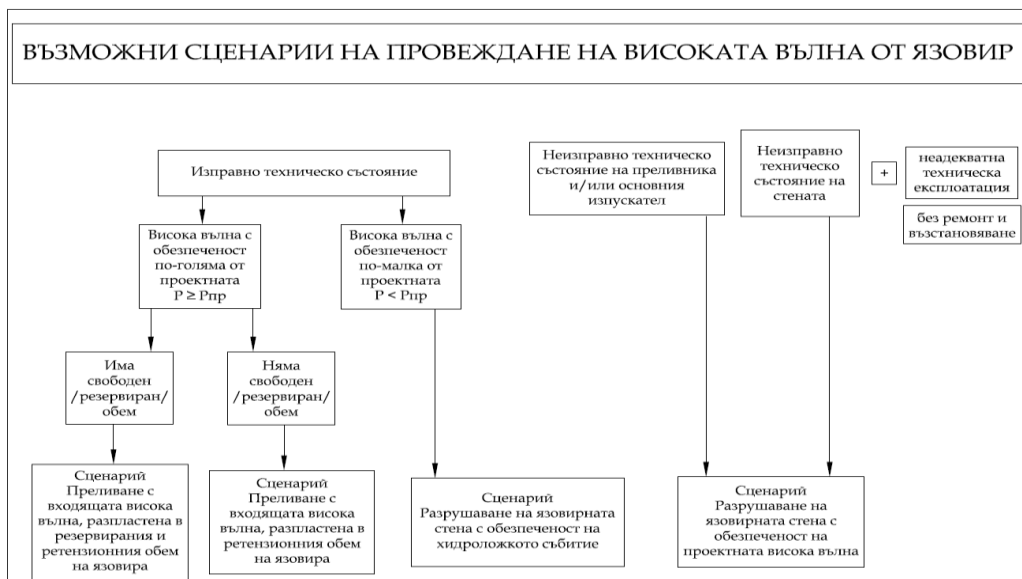 ВЪЗМОЖНИ СЦЕНАРИИ НА ПРОВЕЖДАНЕ НА ВИСОКАТА ВЪЛНА ОТ ЯЗОВИР
Изправно техническо състояние
Неизправно техническо
състояние на преливника
и/или основния
изпускател
Неизправно
техническо
състояние на
стената
+
неадекватна
техническа
експлоатация
без ремонт и
възстановяване
Висока вълна с
обезпеченост
по-голяма от
проектната
P ≥ Pпр
Висока вълна с
обезпеченост
по-малка от
проектната
P < Pпр
Има
свободен
/резервиран/
обем
Няма
свободен
/резервиран/
обем
Сценарий
Преливане с
входящата висока
вълна, разпластена в
резервирания и
ретензионния обем
на язовира
Сценарий
Преливане с
входящата висока
вълна, разпластена в
ретензионния обем
на язовира
Сценарий
Разрушаване на язовирната
стена с обезпеченост на
хидроложкото събитие
Сценарий
Разрушаване на
язовирната стена с
обезпеченост на
проектната висока вълна